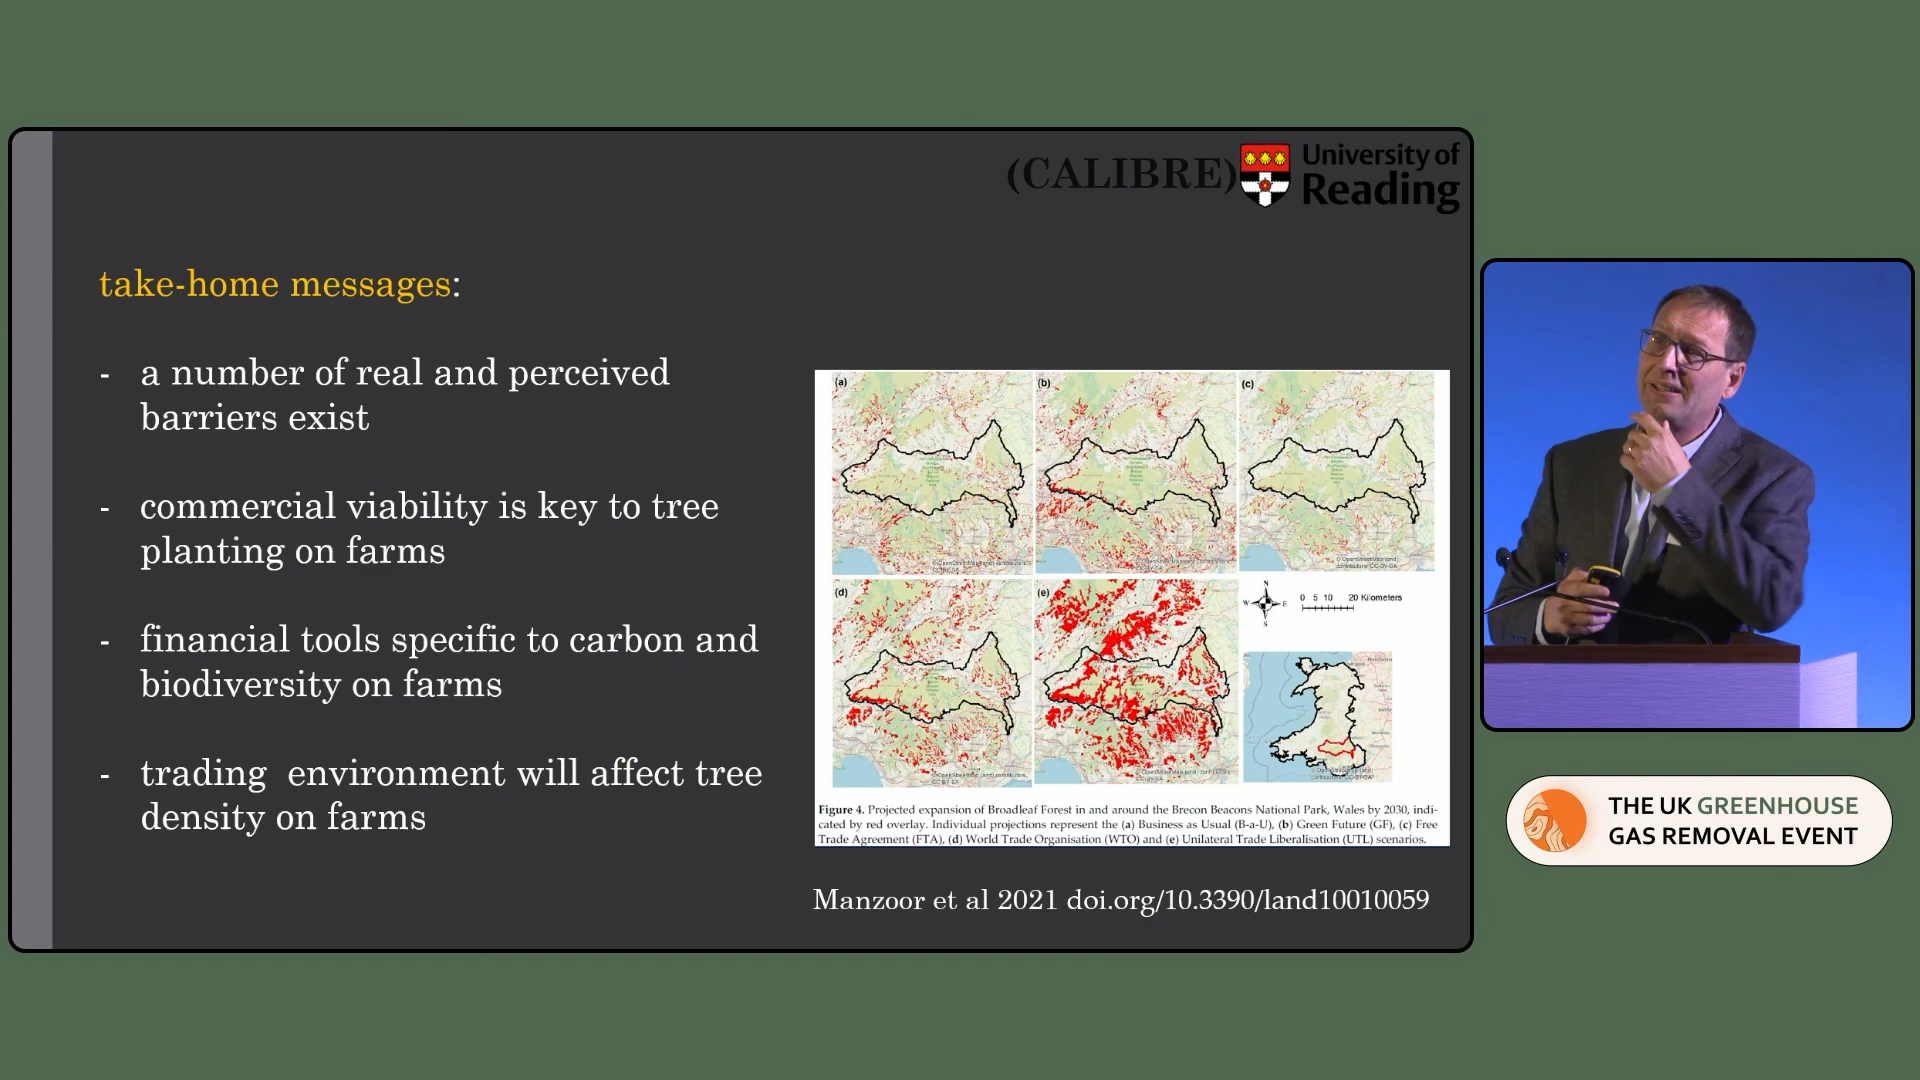 (CALIBRE)
University of
Reading
take-home messages:
- a number of real and perceived
barriers exist
- commercial viability is key to tree
planting on farms
- financial tools specific to carbon and
biodiversity on farms
- trading environment will affect tree
density on farms
(a)
(b)
(c)
(d)
(e)
N
W E
S
0 5 10 20 Kilometers
Figure 4. Projected expansion of Broadleaf Forest in and around the Brecon Beacons National Park, Wales by 2030, indi-
cated by red overlay. Individual projections represent the (a) Business as Usual (B-a-U), (b) Green Future (GF), (c) Free
Trade Agreement (FTA), (d) World Trade Organisation (WTO) and (e) Unilateral Trade Liberalisation (UTL) scenarios.
Manzoor et al 2021 doi.org/10.3390/land10010059
THE UK GREENHOUSE
GAS REMOVAL EVENT